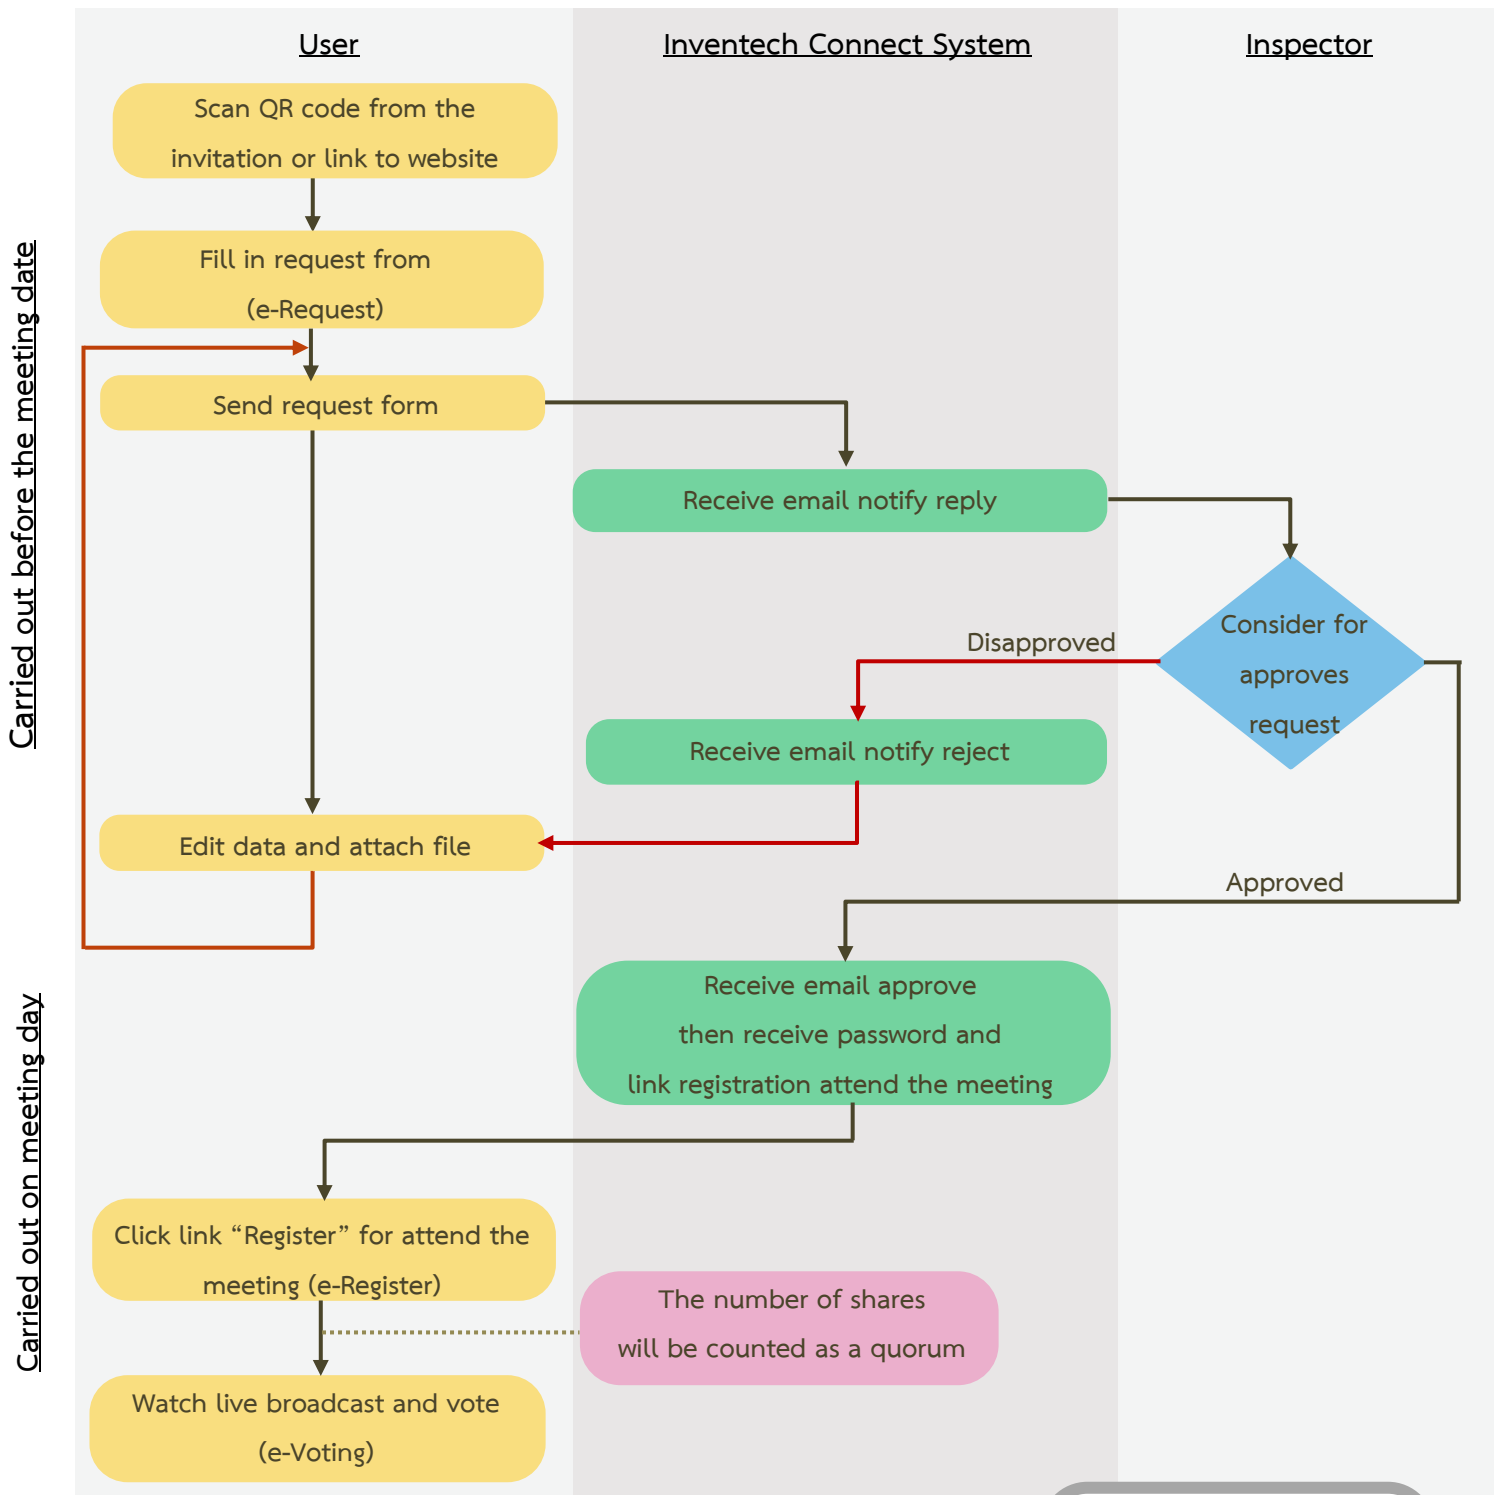 User
Inventech Connect System
Inspector
Carried out before the meeting date
Scan QR code from the
invitation or link to website
Fill in request from
(e-Request)
Send request form
Receive email notify reply
Consider for
approves
request
Disapproved
Receive email notify reject
Edit data and attach file
Approved
Carried out on meeting day
Receive email approve
then receive password and
link registration attend the meeting
Click link “Register” for attend the
meeting (e-Register)
The number of shares
will be counted as a quorum
Watch live broadcast and vote
(e-Voting)